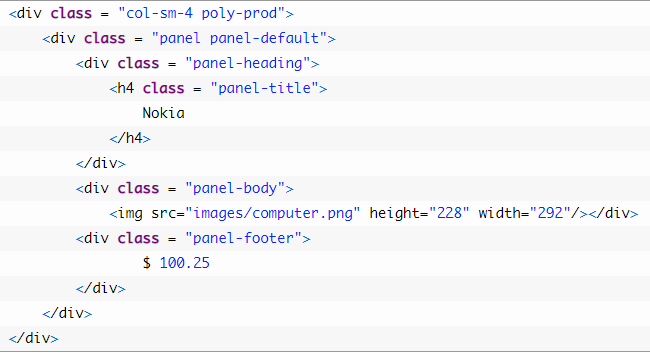 <div class = "col-sm-4 poly-prod">
    <div class = "panel panel-default">
        <div class = "panel-heading">
            <h4 class = "panel-title">
                Nokia
            </h4>
        </div>
        <div class = "panel-body">
            <img src="images/computer.png" height="228" width="292"/></div>
        <div class = "panel-footer">
                $ 100.25
        </div>
    </div>
</div>